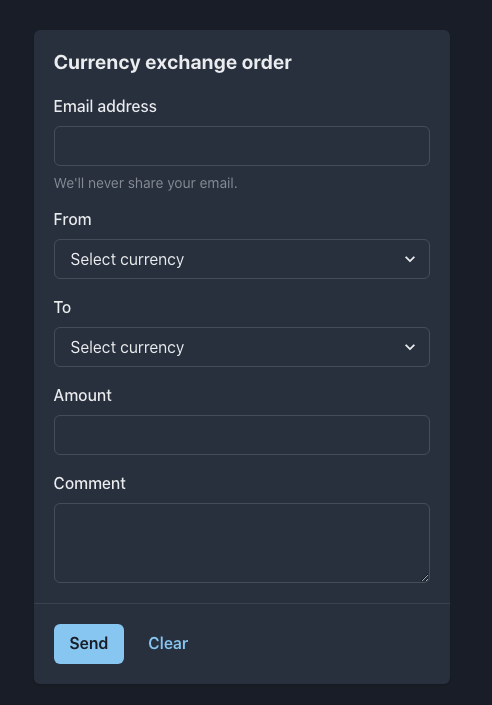 Currency exchange order
Email address
We'll never share your email.
From
Select currency
To
Select currency
Amount
Comment
Send Clear